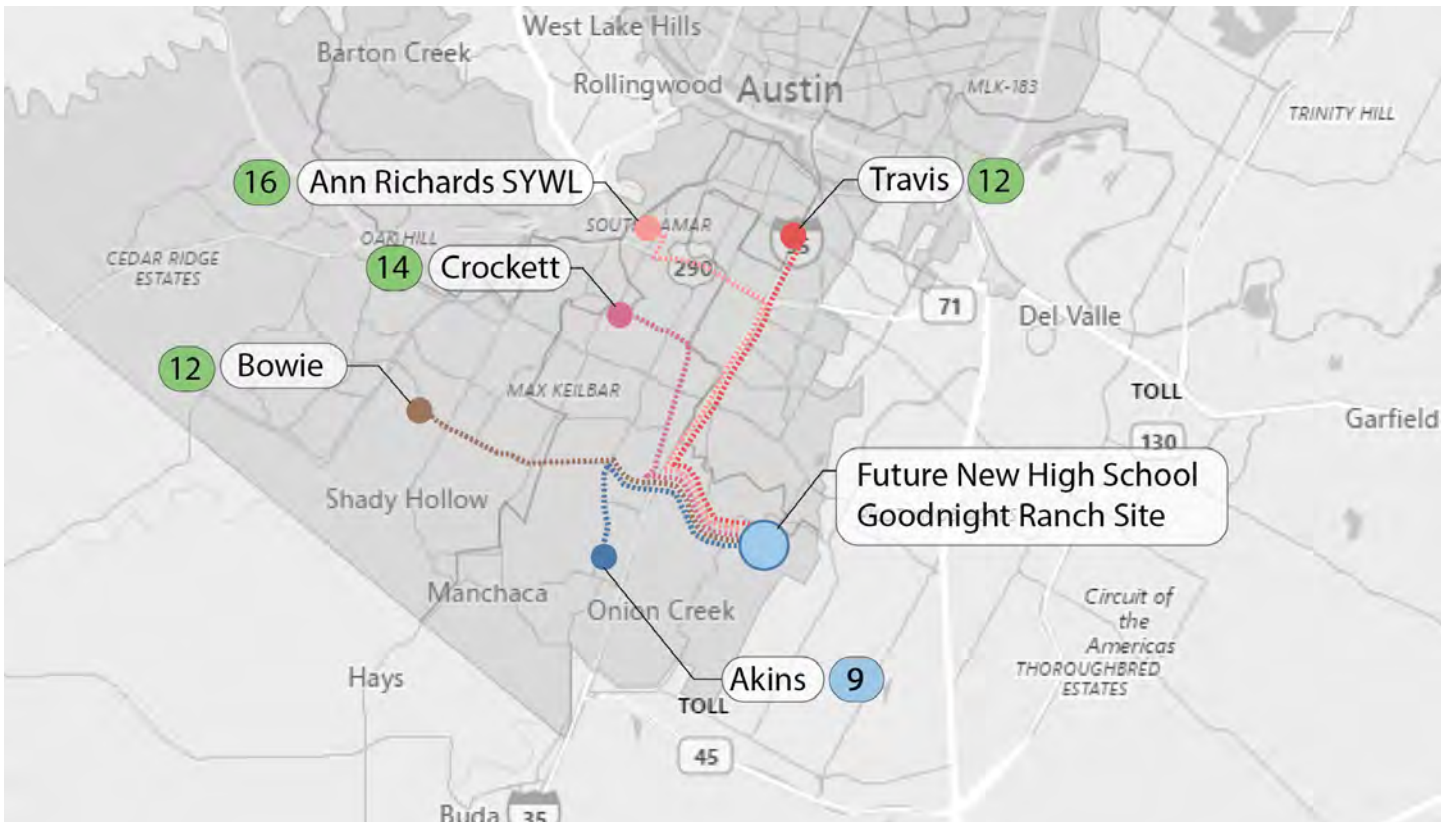 West Lake Hills
Barton Creek
Rollingwood
Austin
MLK-183
TRINITY HILL
16 Ann Richards SYWL
Travis 12
SOUTH LAMAR
35
OAK HILL
CEDAR RIDGE
ESTATES
14 Crockett
290
71
Del Valle
12 Bowie
MAX KEILBAR
TOLL
130
Garfield
Future New High School
Goodnight Ranch Site
Shady Hollow
Manchaca
Onion Creek
Circuit of
the
Americas
THOROUGHBRED
ESTATES
Hays
Akins 9
TOLL
45
Buda
35